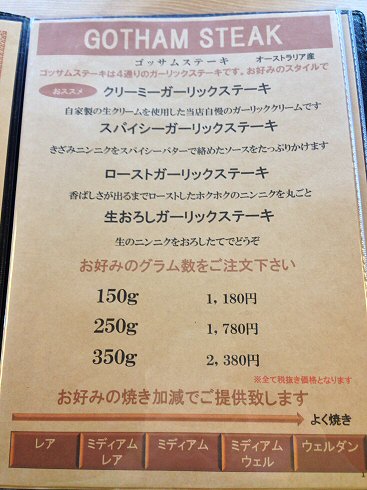 GOTHAM STEAK
ゴッサムステーキ オーストラリア産
ゴッサムステーキは4通りのガーリックステーキです。お好みのスタイルで
おススメ クリーミーガーリックステーキ
自家製の生クリームを使用した当店自慢のガーリッククリームです
スパイシーガーリックステーキ
きざみニンニクをスパイシーバターで絡めたソースをたっぷりかけます
ローストガーリックステーキ
香ばしさが出るまでローストしたホクホクのニンニクを丸ごと
生おろしガーリックステーキ
生のニンニクをおろしたてでどうぞ
お好みのグラム数をご注文下さい
150g 1,180円
250g 1,780円
350g 2,380円
※全て税抜き価格となります
お好みの焼き加減でご提供致します
よく焼き
レア ミディアムレア ミディアム ミディアムウェル ウェルダン